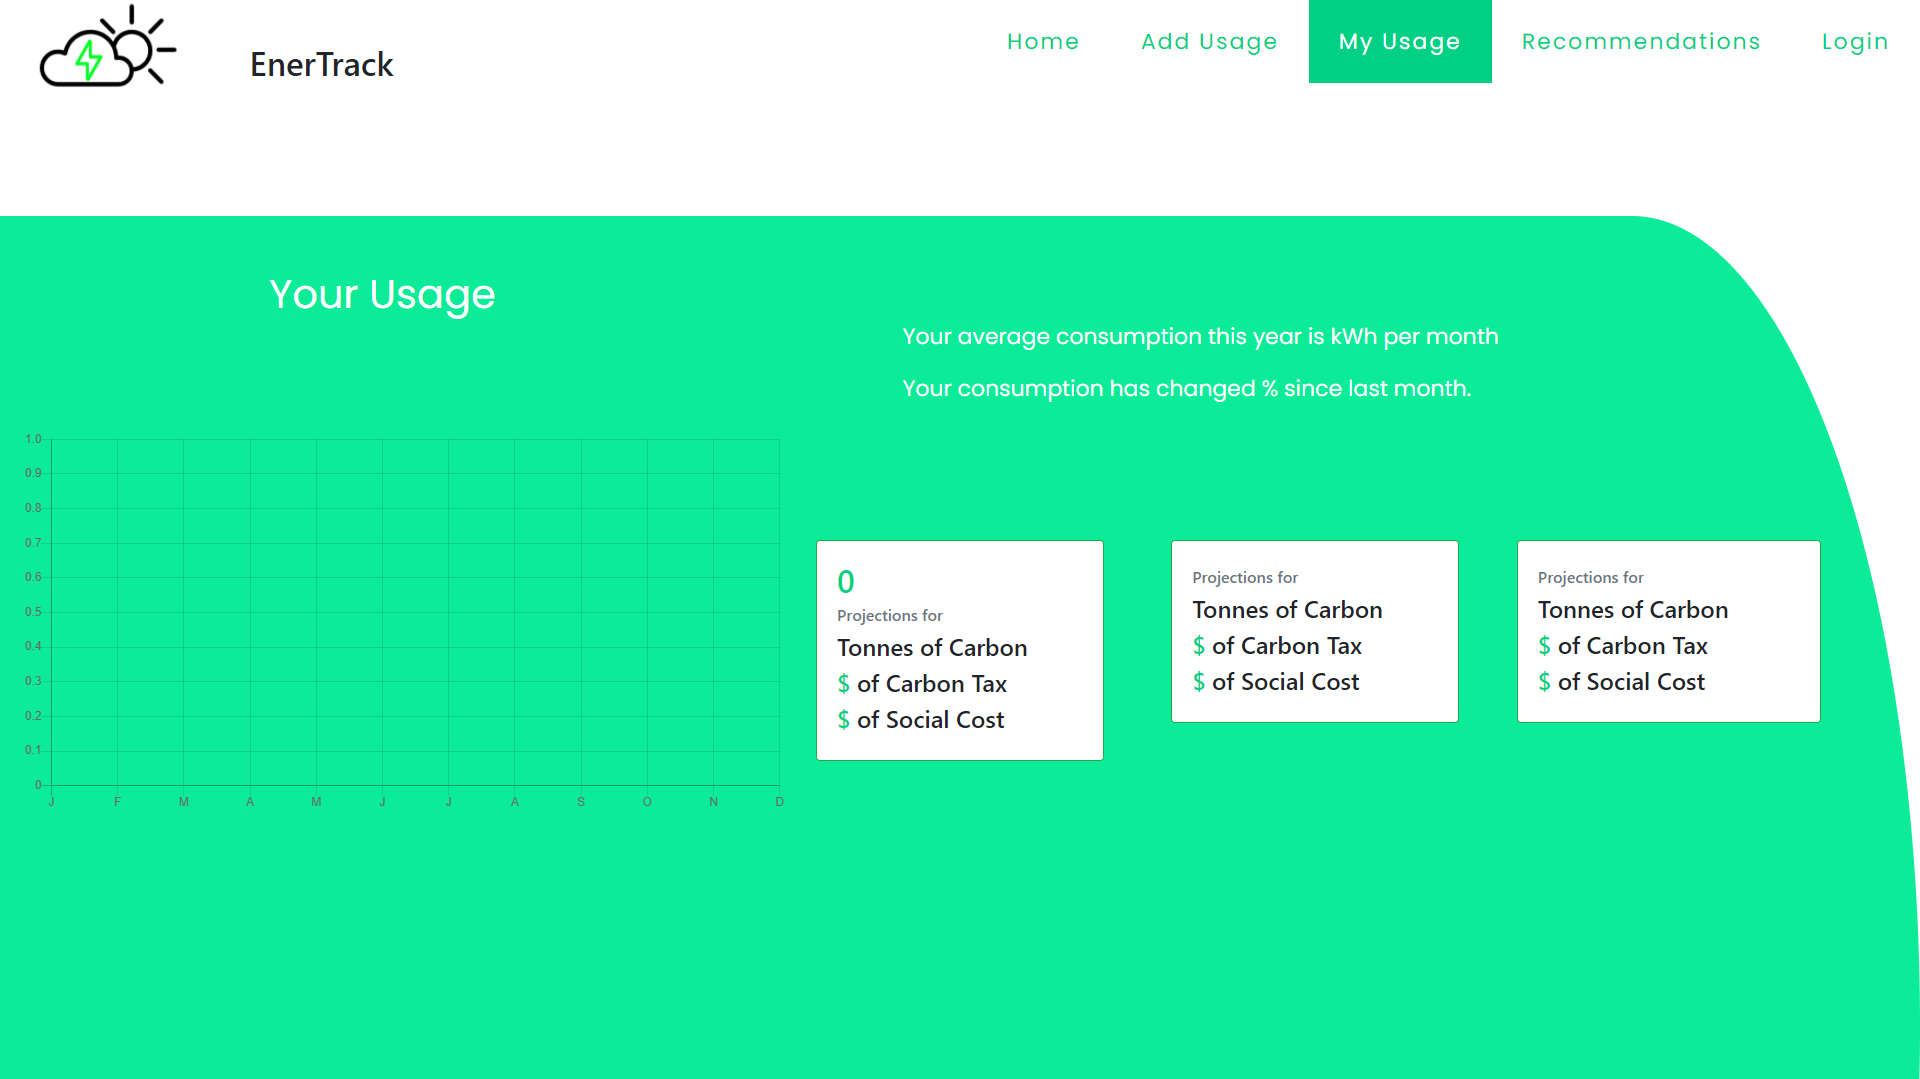 EnerTrack
Home Add Usage My Usage Recommendations Login
Your Usage
Your average consumption this year is kWh per month
Your consumption has changed % since last month.
1.0
0.9
0.8
0.7
0.6
0.5
0.4
0.3
0.2
0.1
0
J F M A M J J A S O N D
0
Projections for
Tonnes of Carbon
$ of Carbon Tax
$ of Social Cost
Projections for
Tonnes of Carbon
$ of Carbon Tax
$ of Social Cost
Projections for
Tonnes of Carbon
$ of Carbon Tax
$ of Social Cost